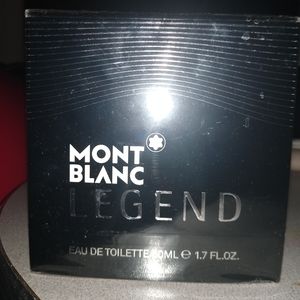 MONT
BLANC
LEGEND
EAU DE TOILETTE 50ML ℮ 1.7 FL.OZ.